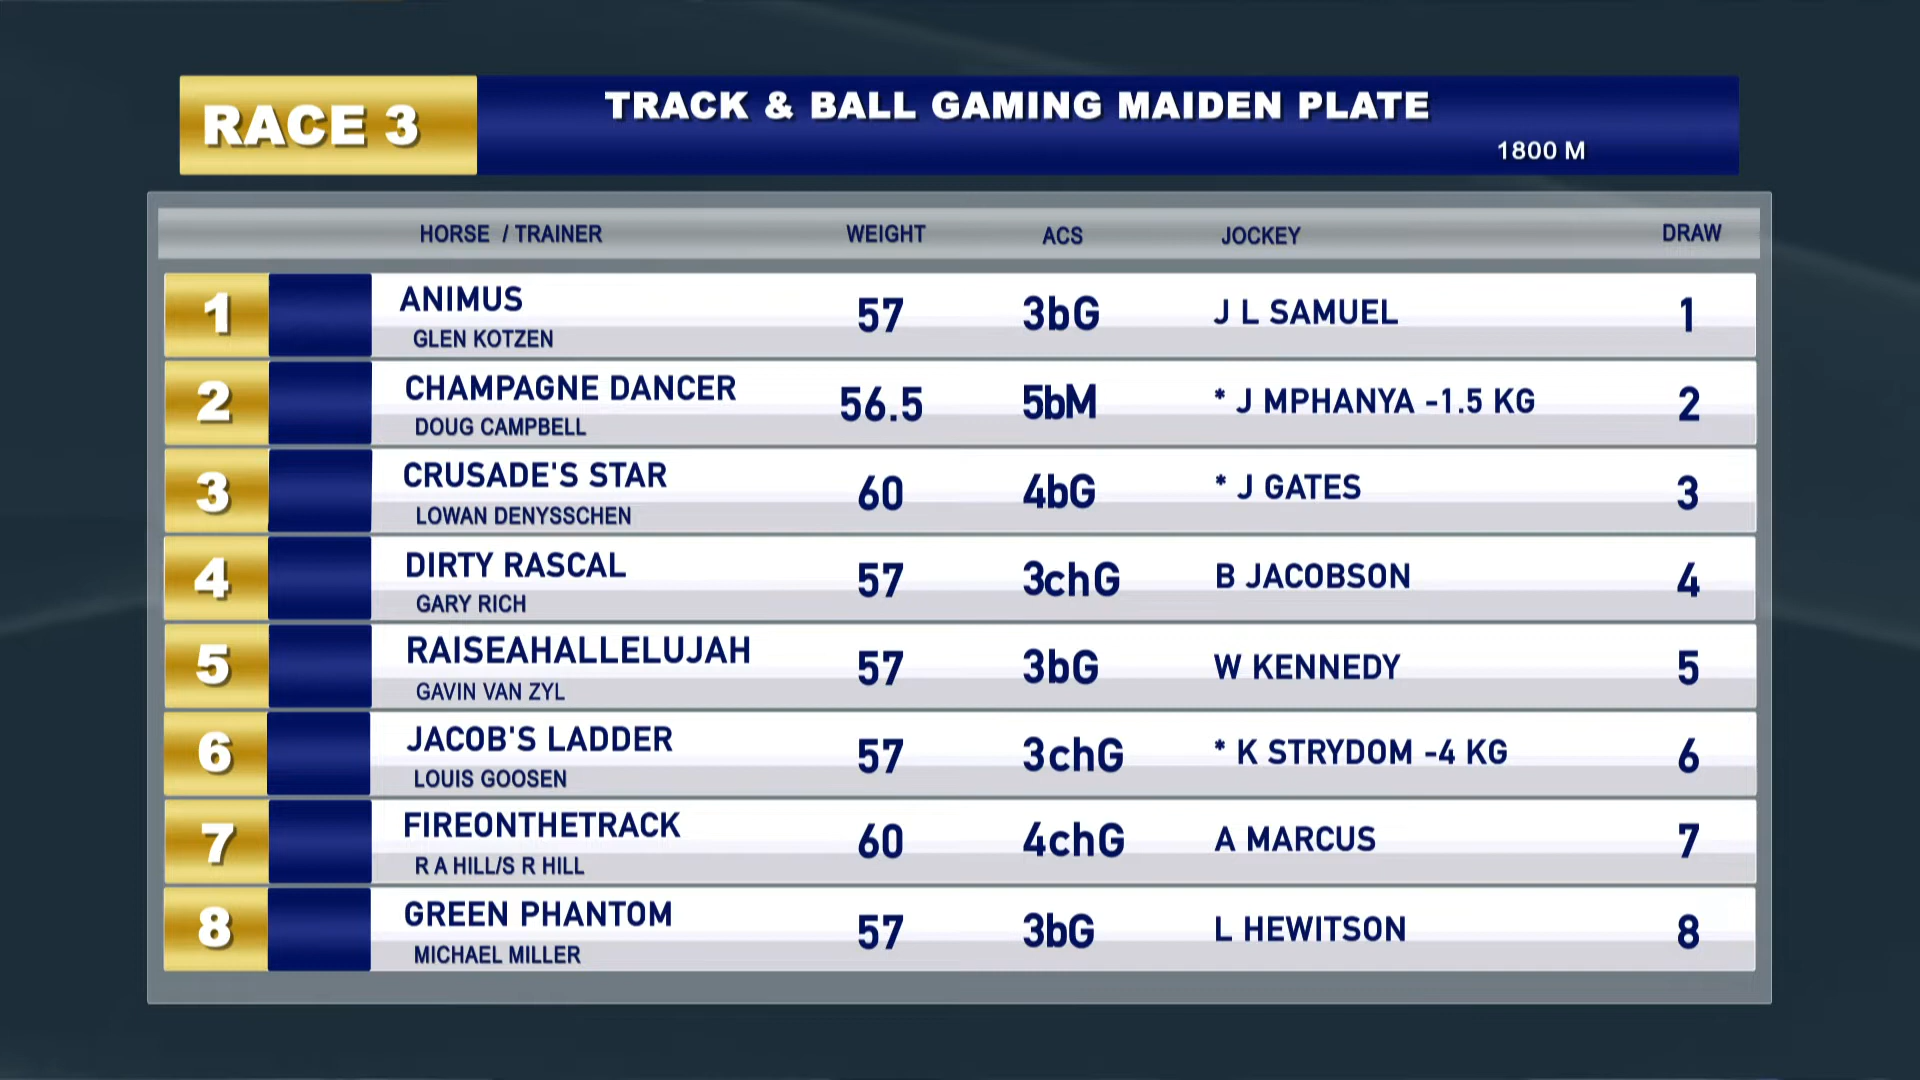 RACE 3
TRACK & BALL GAMING MAIDEN PLATE
1800 M
HORSE / TRAINER WEIGHT ACS JOCKEY DRAW
1 ANIMUS 57 3bG J L SAMUEL 1
GLEN KOTZEN
2 CHAMPAGNE DANCER 56.5 5bM * J MPHANYA -1.5 KG 2
DOUG CAMPBELL
3 CRUSADE'S STAR 60 4bG * J GATES 3
LOWAN DENYSSCHEN
4 DIRTY RASCAL 57 3chG B JACOBSON 4
GARY RICH
5 RAISEAHALLELUJAH 57 3bG W KENNEDY 5
GAVIN VAN ZYL
6 JACOB'S LADDER 57 3chG * K STRYDOM -4 KG 6
LOUIS GOOSEN
7 FIREONTHETRACK 60 4chG A MARCUS 7
R A HILL/S R HILL
8 GREEN PHANTOM 57 3bG L HEWITSON 8
MICHAEL MILLER